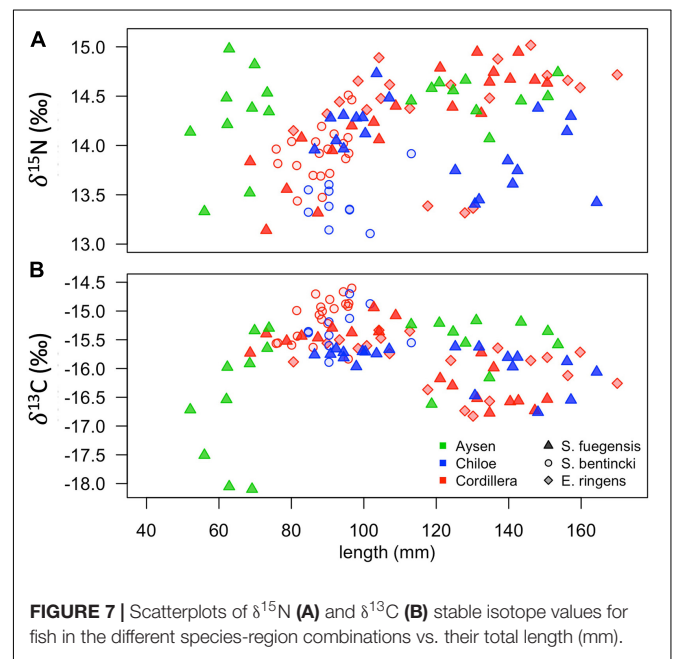 A
15.0
14.5
14.0
13.5
13.0
δ15N (‰)
B
-14.5
-15.0
-15.5
-16.0
-16.5
-17.0
-17.5
-18.0
δ13C (‰)
Aysen
Chiloe
Cordillera
S. fuegensis
S. bentincki
E. ringens
40 60 80 100 120 140 160
length (mm)
FIGURE 7 | Scatterplots of δ15N (A) and δ13C (B) stable isotope values for
fish in the different species-region combinations vs. their total length (mm).